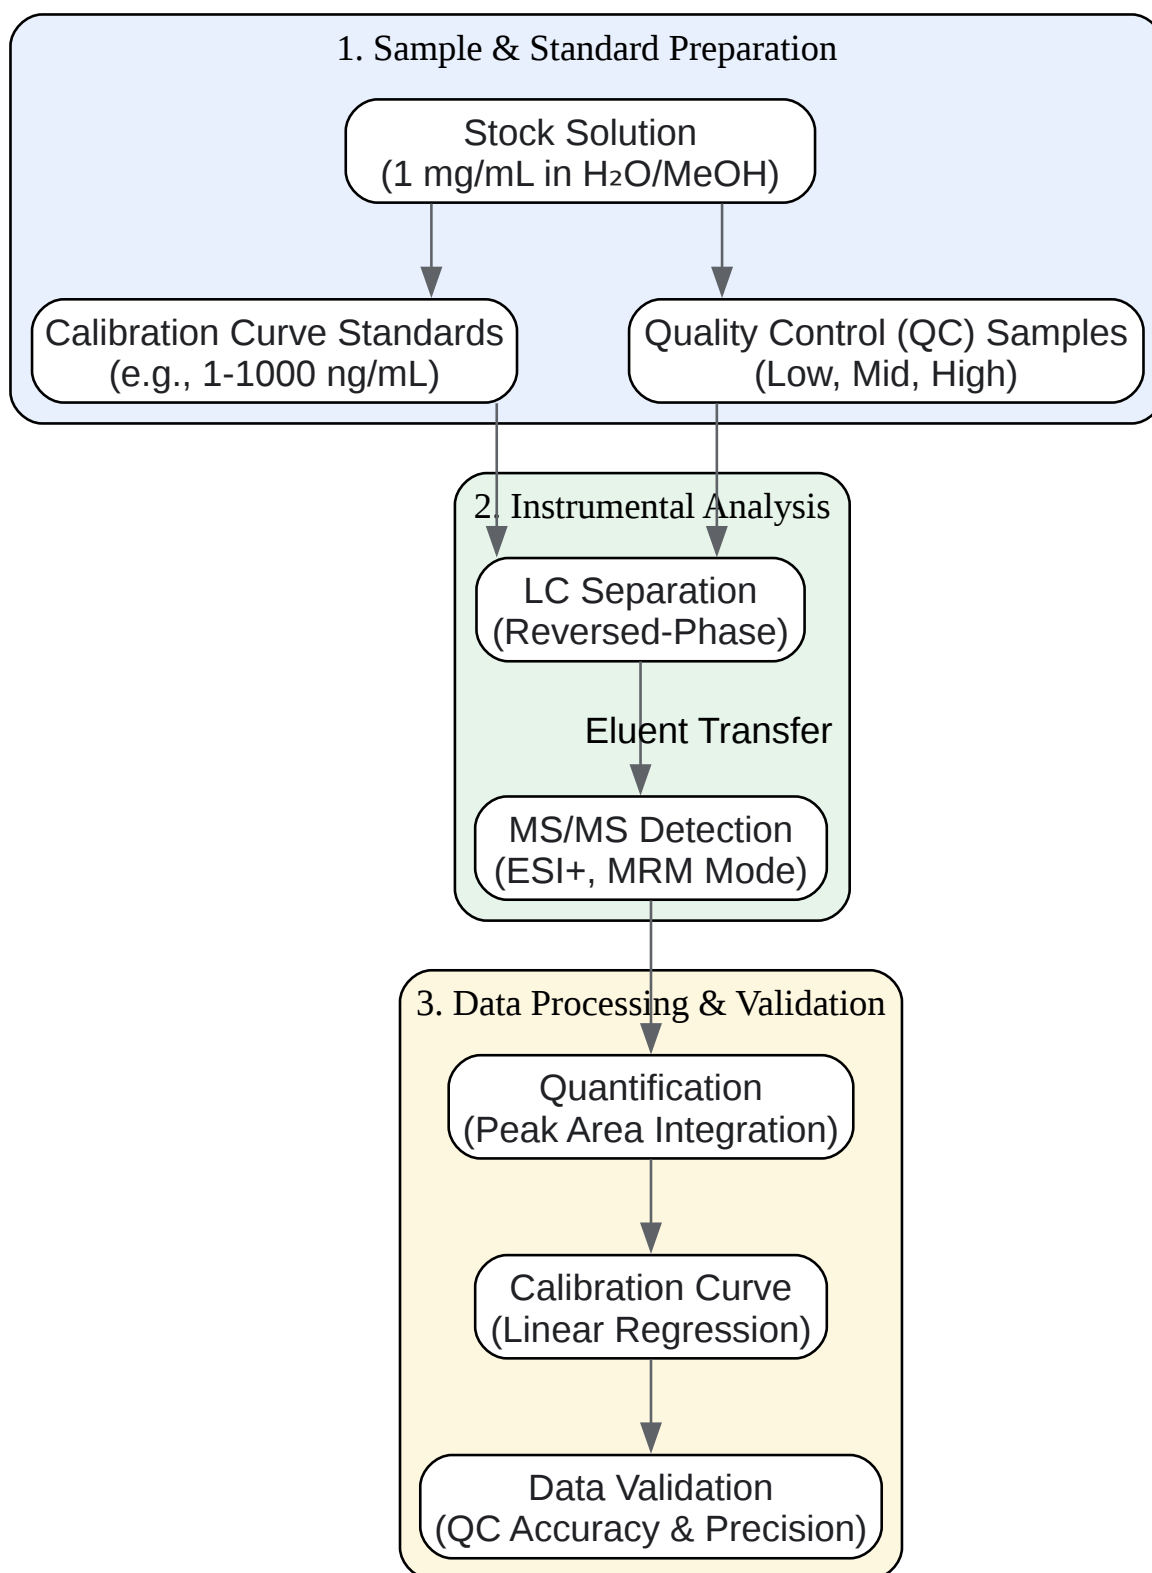 1. Sample & Standard Preparation
Stock Solution
(1 mg/mL in H₂O/MeOH)
Calibration Curve Standards
(e.g., 1-1000 ng/mL)
Quality Control (QC) Samples
(Low, Mid, High)
2. Instrumental Analysis
LC Separation
(Reversed-Phase)
Eluent Transfer
MS/MS Detection
(ESI+, MRM Mode)
3. Data Processing & Validation
Quantification
(Peak Area Integration)
Calibration Curve
(Linear Regression)
Data Validation
(QC Accuracy & Precision)